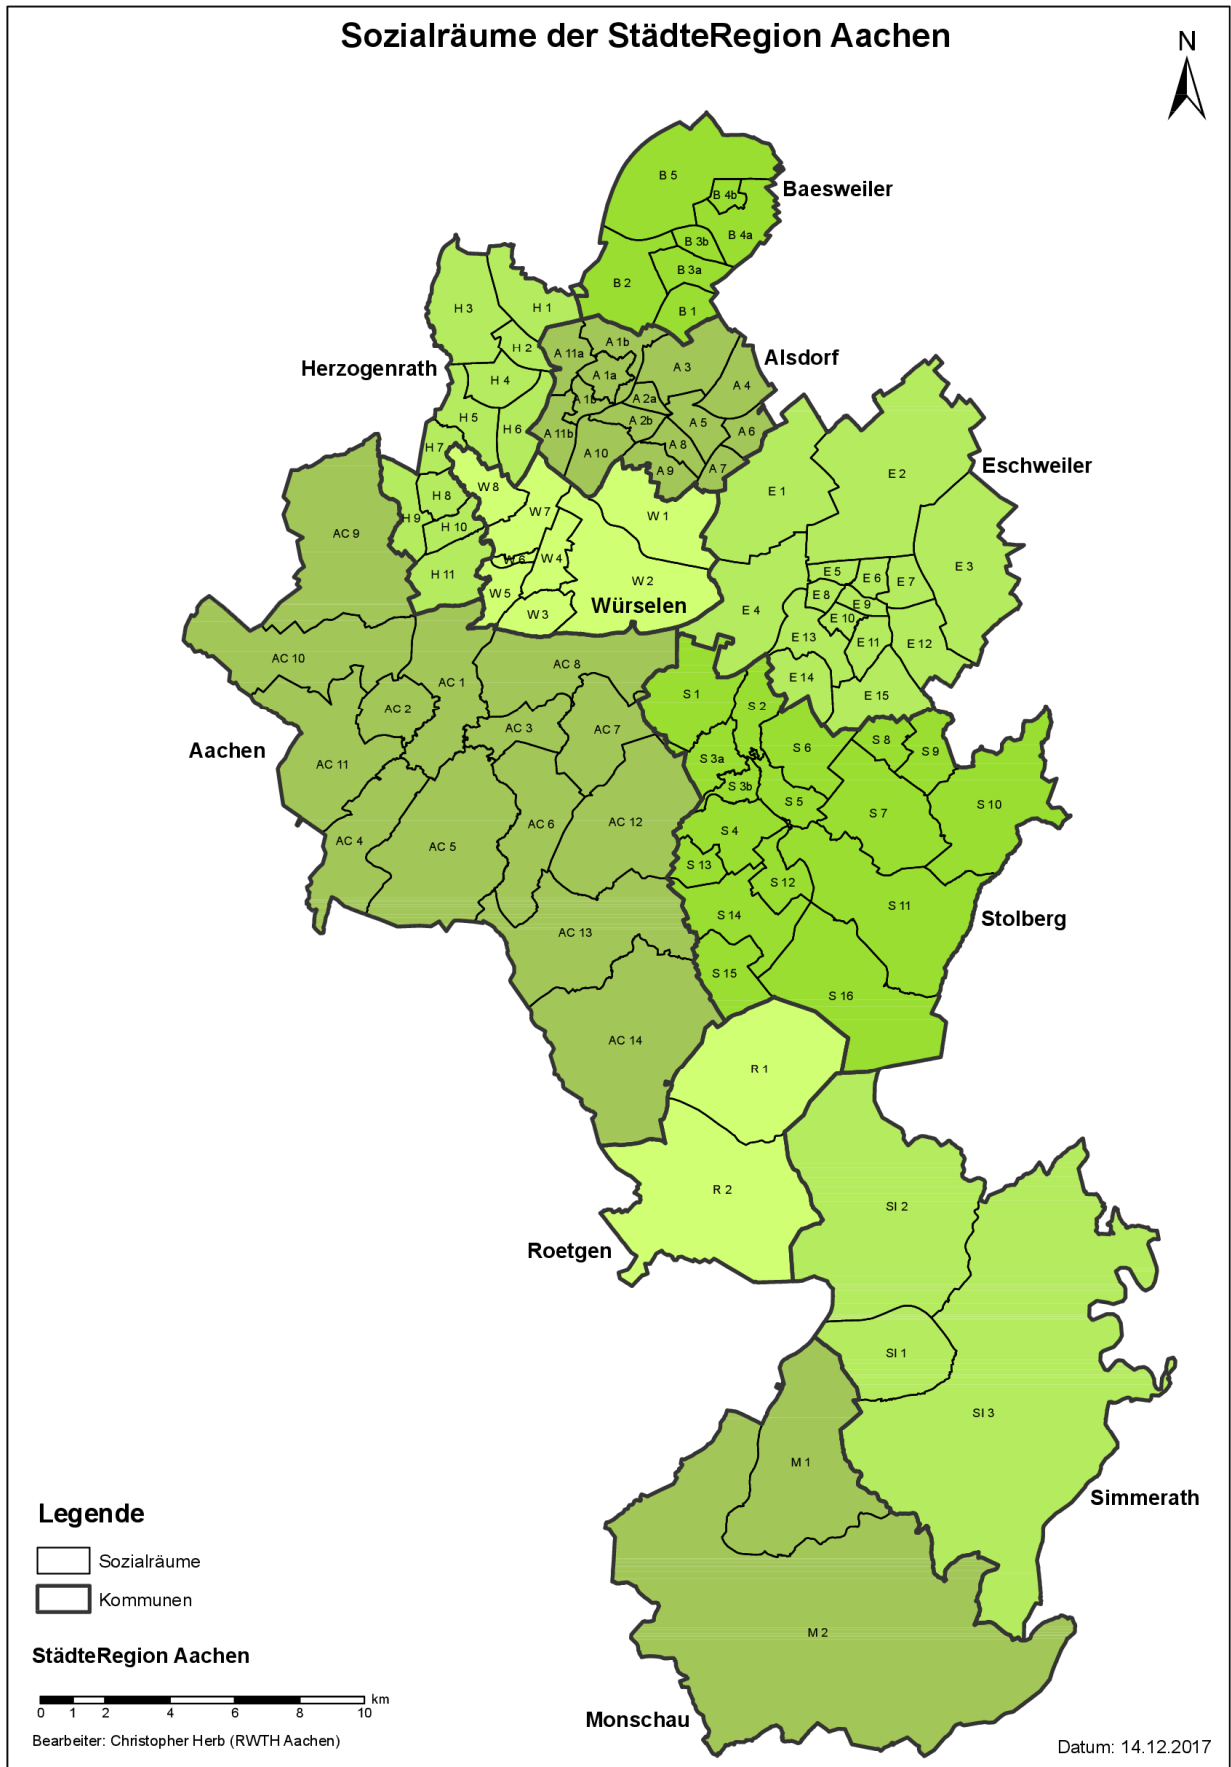 Sozialräume der StädteRegion Aachen
N
B 5
B 4b
Baesweiler
B 4a
B 3b
B 3a
B 2
B 1
H 3
H 1
H 2
Herzogenrath
H 4
H 5
H 6
H 7
H 8
H 9
H 10
H 11
A 11a
A 1b
A 1a
A 3
Alsdorf
A 4
A 1b
A 2a
A 2b
A 5
A 6
A 11b
A 10
A 8
A 9
A 7
W 8
W 7
W 1
W 6
W 4
W 2
W 5
W 3
Würselen
E 1
E 2
Eschweiler
E 3
E 4
E 5
E 6
E 7
E 8
E 9
E 10
E 11
E 12
E 13
E 14
E 15
AC 9
AC 10
AC 1
AC 8
AC 2
AC 3
AC 7
Aachen
AC 11
AC 4
AC 5
AC 6
AC 12
AC 13
AC 14
S 1
S 2
S 3a
S 3b
S 6
S 8
S 9
S 5
S 7
S 10
S 4
S 13
S 12
S 11
S 14
Stolberg
S 15
S 16
R 1
R 2
Roetgen
SI 2
SI 1
SI 3
Simmerath
M 1
M 2
Monschau
Legende
Sozialräume
Kommunen
StädteRegion Aachen
km
0 1 2 4 6 8 10
Bearbeiter: Christopher Herb (RWTH Aachen)
Datum: 14.12.2017